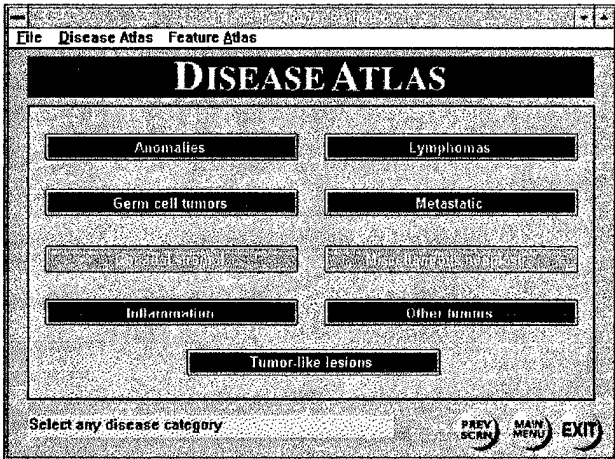 File Disease Atlas Feature Atlas
DISEASE ATLAS
Anomalies Lymphomas
Germ cell tumors Metastatic
Inflammation Other tumors
Tumor-like lesions
Select any disease category
PREV SCRN MAIN MENU EXIT